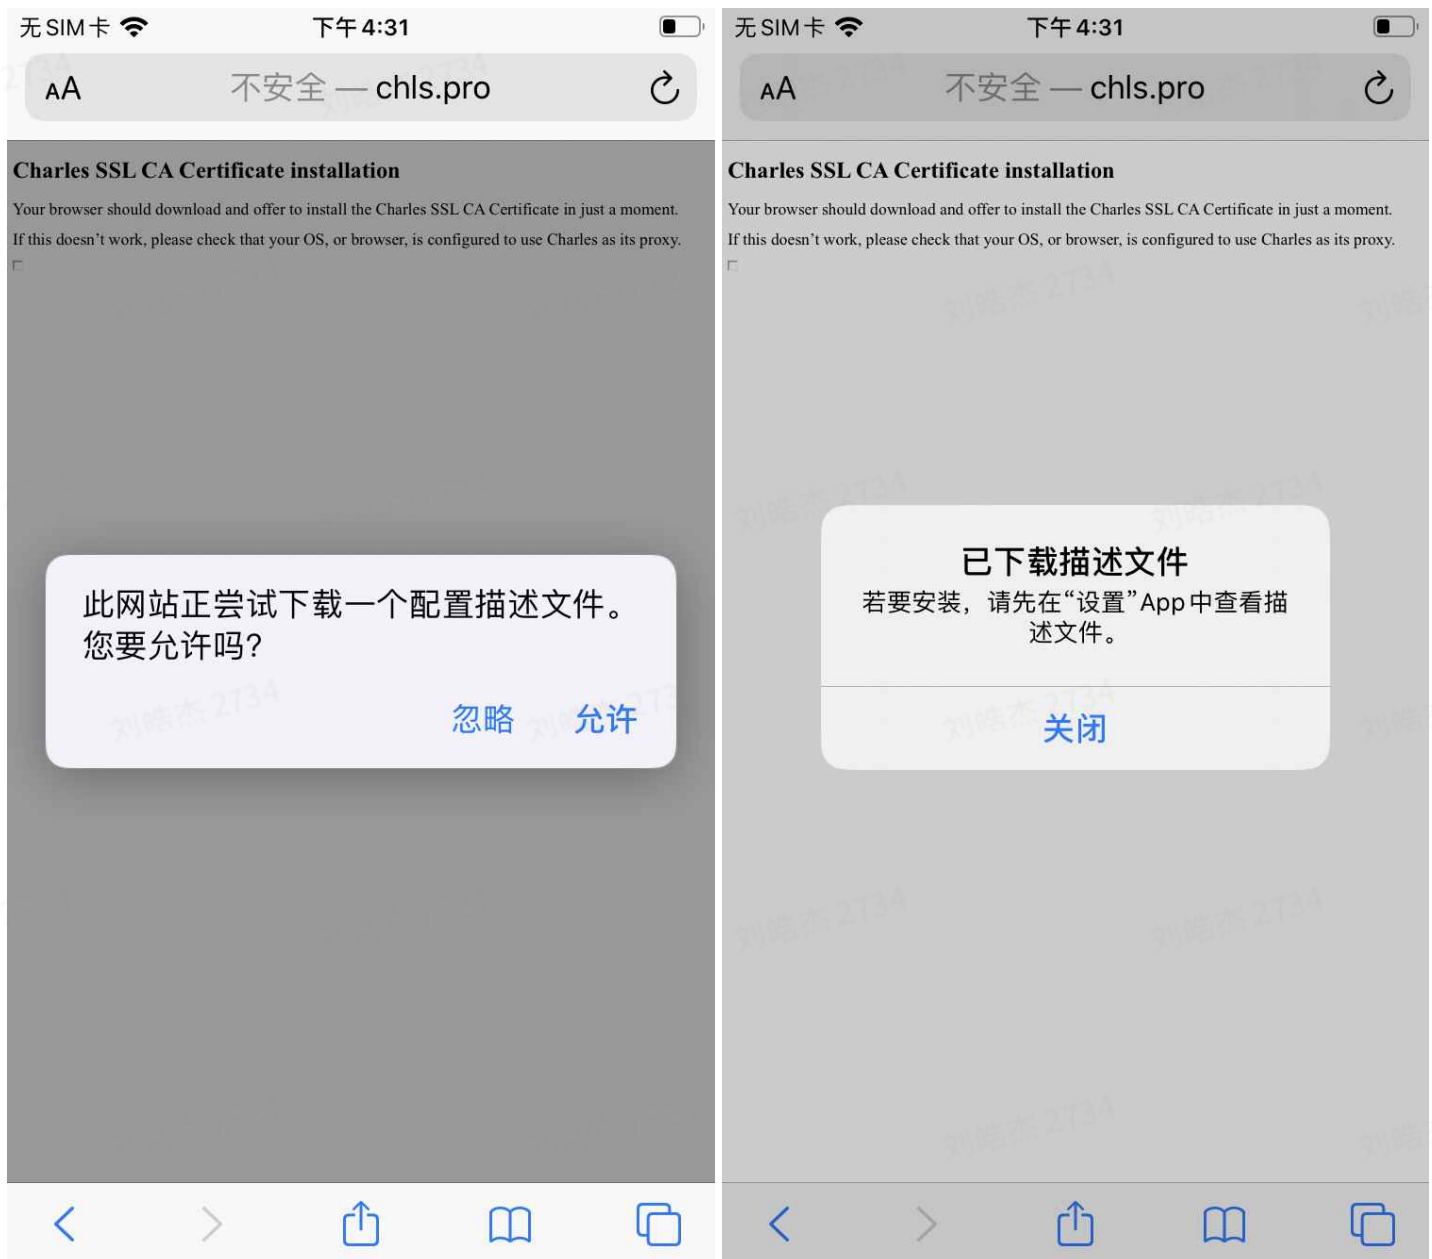 无SIM卡
下午4:31
AA
不安全 — chls.pro
Charles SSL CA Certificate installation
Your browser should download and offer to install the Charles SSL CA Certificate in just a moment.
If this doesn’t work, please check that your OS, or browser, is configured to use Charles as its proxy.
此网站正尝试下载一个配置描述文件。
您要允许吗？
忽略
允许
无SIM卡
下午4:31
AA
不安全 — chls.pro
Charles SSL CA Certificate installation
Your browser should download and offer to install the Charles SSL CA Certificate in just a moment.
If this doesn’t work, please check that your OS, or browser, is configured to use Charles as its proxy.
已下载描述文件
若要安装，请先在“设置”App中查看描
述文件。
关闭
刘皓杰 2734